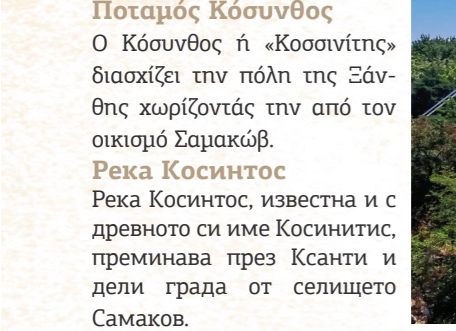 Ποταμός Κόσυνθος
Ο Κόσυνθος ή «Κοσσινίτης»
διασχίζει την πόλη της Ξάν-
θης χωρίζοντάς την από τον
οικισμό Σαμακώβ.
Река Косинтос
Река Косинтос, известна и с
древното си име Косинитис,
преминава през Ксанти и
дели града от селището
Самаков.